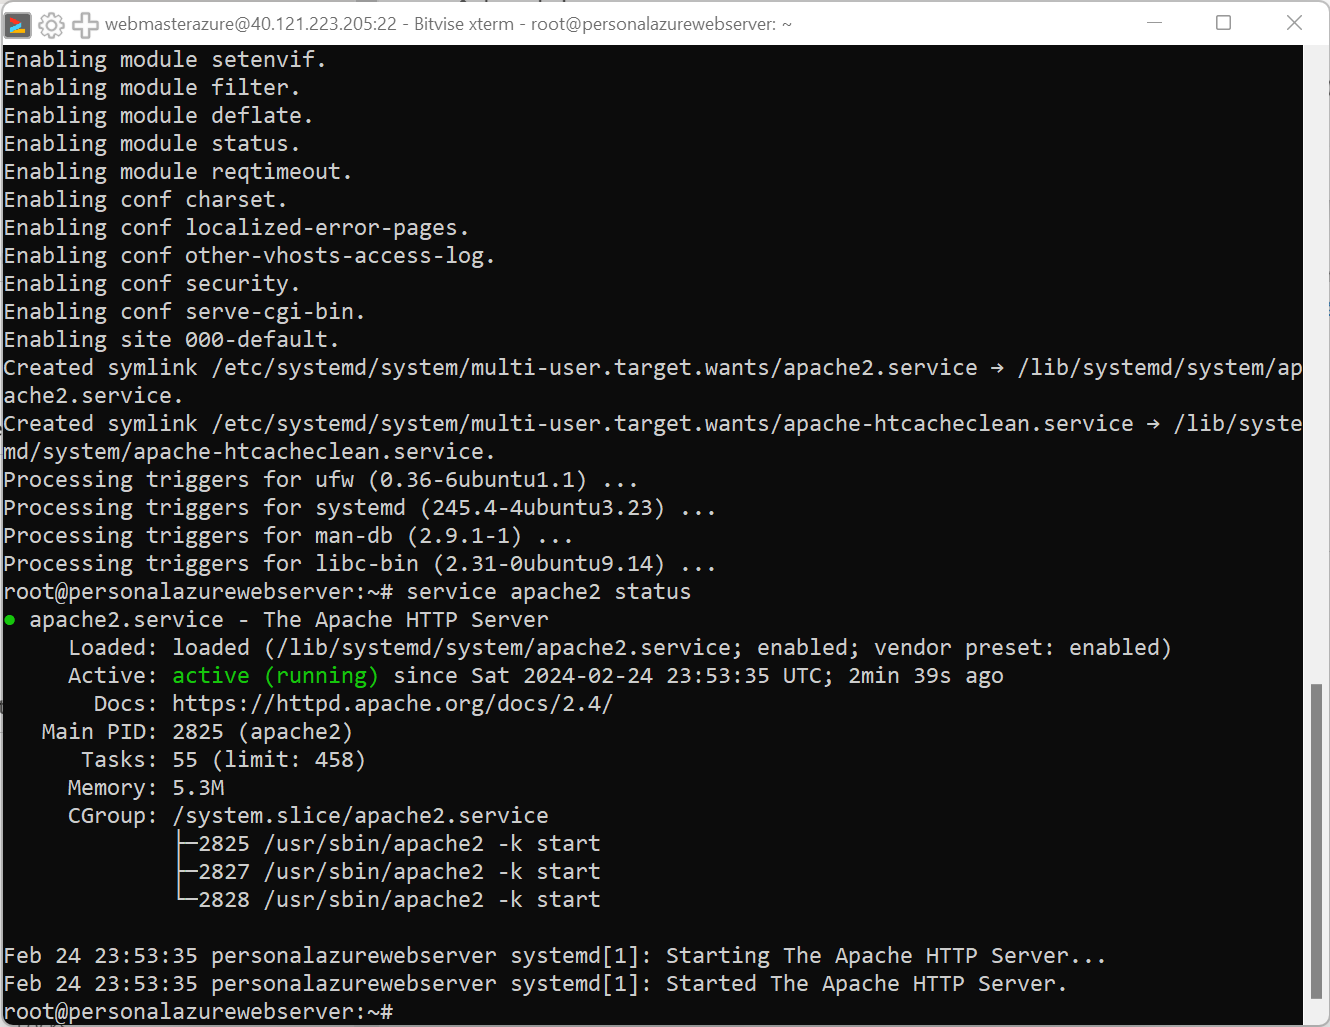 webmasterazure@40.121.223.205:22 - Bitvise xterm - root@personalazurewebserver: ~
Enabling module setenvif.
Enabling module filter.
Enabling module deflate.
Enabling module status.
Enabling module reqtimeout.
Enabling conf charset.
Enabling conf localized-error-pages.
Enabling conf other-vhosts-access-log.
Enabling conf security.
Enabling conf serve-cgi-bin.
Enabling site 000-default.
Created symlink /etc/systemd/system/multi-user.target.wants/apache2.service → /lib/systemd/system/ap
ache2.service.
Created symlink /etc/systemd/system/multi-user.target.wants/apache-htcacheclean.service → /lib/syste
md/system/apache-htcacheclean.service.
Processing triggers for ufw (0.36-6ubuntu1.1) ...
Processing triggers for systemd (245.4-4ubuntu3.23) ...
Processing triggers for man-db (2.9.1-1) ...
Processing triggers for libc-bin (2.31-0ubuntu9.14) ...
root@personalazurewebserver:~# service apache2 status
● apache2.service - The Apache HTTP Server
     Loaded: loaded (/lib/systemd/system/apache2.service; enabled; vendor preset: enabled)
     Active: active (running) since Sat 2024-02-24 23:53:35 UTC; 2min 39s ago
       Docs: https://httpd.apache.org/docs/2.4/
   Main PID: 2825 (apache2)
      Tasks: 55 (limit: 458)
     Memory: 5.3M
     CGroup: /system.slice/apache2.service
             ├─2825 /usr/sbin/apache2 -k start
             ├─2827 /usr/sbin/apache2 -k start
             └─2828 /usr/sbin/apache2 -k start
Feb 24 23:53:35 personalazurewebserver systemd[1]: Starting The Apache HTTP Server...
Feb 24 23:53:35 personalazurewebserver systemd[1]: Started The Apache HTTP Server.
root@personalazurewebserver:~#